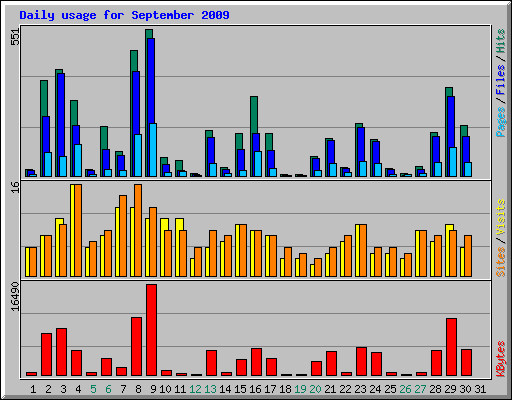 Daily usage for September 2009
551
Pages / Files / Hits
16
Sites / Visits
16490
KBytes
1 2 3 4 5 6 7 8 9 10 11 12 13 14 15 16 17 18 19 20 21 22 23 24 25 26 27 28 29 30 31